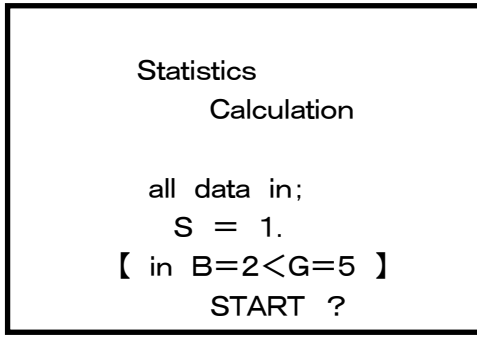 Statistics
Calculation
all data in;
S = 1.
【 in B=2<G=5 】
START ?